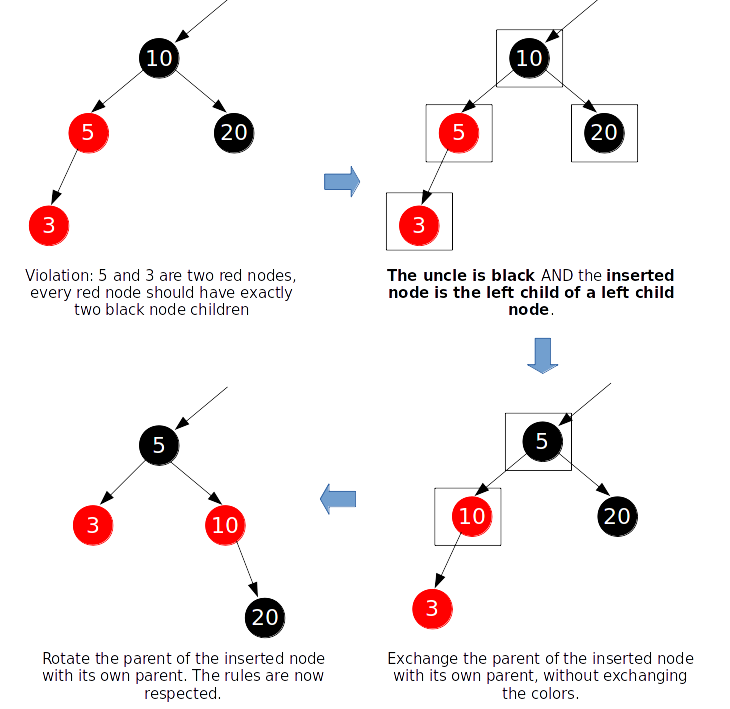 10
5
20
3
Violation: 5 and 3 are two red nodes,
every red node should have exactly
two black node children
10
5
20
3
The uncle is black AND the inserted
node is the left child of a left child
node.
5
10
20
3
Exchange the parent of the inserted node
with its own parent, without exchanging
the colors.
5
3
10
20
Rotate the parent of the inserted node
with its own parent. The rules are now
respected.